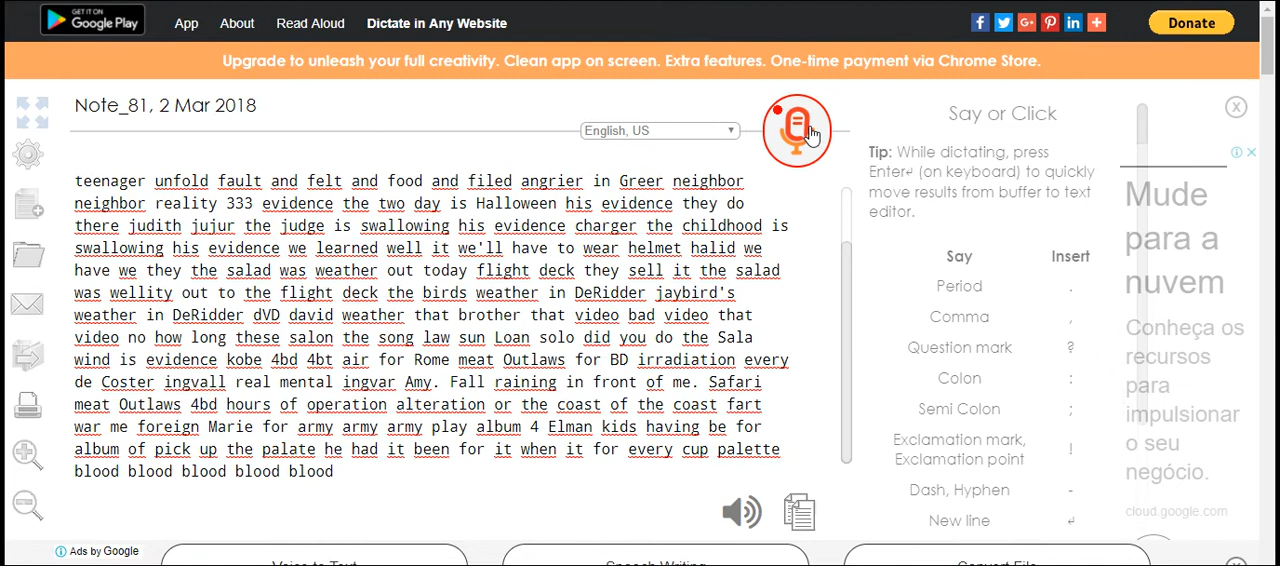 GET IT ON
Google Play
App
About
Read Aloud
Dictate in Any Website
Donate
Upgrade to unleash your full creativity. Clean app on screen. Extra features. One-time payment via Chrome Store.
Note_81, 2 Mar 2018
English, US
teenager unfold fault and felt and food and filed angrier in Greer neighbor
neighbor reality 333 evidence the two day is Halloween his evidence they do
there judith jujur the judge is swallowing his evidence charger the childhood is
swallowing his evidence we learned well it we'll have to wear helmet halid we
have we they the salad was weather out today flight deck they sell it the salad
was wellity out to the flight deck the birds weather in DeRidder jaybird's
weather in DeRidder dVD david weather that brother that video bad video that
video no how long these salon the song law sun Loan solo did you do the Sala
wind is evidence kobe 4bd 4bt air for Rome meat Outlaws for BD irradiation every
de Coster ingvall real mental ingvar Amy. Fall raining in front of me. Safari
meat Outlaws 4bd hours of operation alteration or the coast of the coast fart
war me foreign Marie for army army army play album 4 Elman kids having be for
album of pick up the palate he had it been for it when it for every cup palette
blood blood blood blood blood
Say or Click
Tip: While dictating, press
Enter↵ (on keyboard) to quickly
move results from buffer to text
editor.
Say Insert
Period .
Comma ,
Question mark ?
Colon :
Semi Colon ;
Exclamation mark,
Exclamation point !
Dash, Hyphen -
New line ↵
Mude
para a
nuvem
Conheça os
recursos
para
impulsionar
o seu
negócio.
cloud.google.com
Ads by Google
Voice to Text
Speech Writing
Convert File